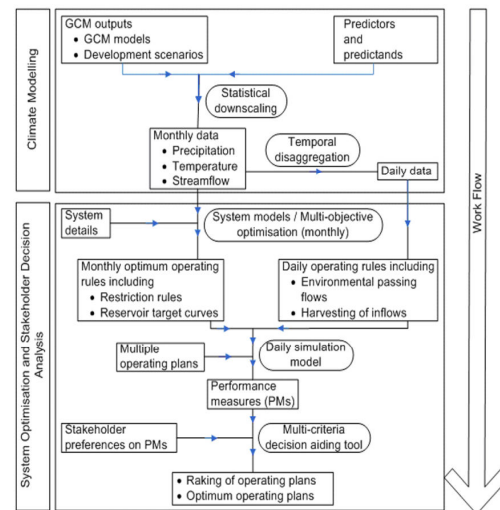 GCM outputs
• GCM models
• Development scenarios
Predictors
and
predictands
Statistical
downscaling
Monthly data
• Precipitation
• Temperature
• Streamflow
Temporal
disaggregation
Daily data
Climate Modelling
System
details
System models / Multi-objective
optimisation (monthly)
Monthly optimum operating
rules including
• Restriction rules
• Reservoir target curves
Daily operating rules including
• Environmental passing
flows
• Harvesting of inflows
Multiple
operating plans
Daily simulation
model
Performance
measures (PMs)
Stakeholder
preferences on PMs
Multi-criteria
decision aiding tool
• Raking of operating plans
• Optimum operating plans
System Optimisation and Stakeholder Decision
Analysis
Work Flow